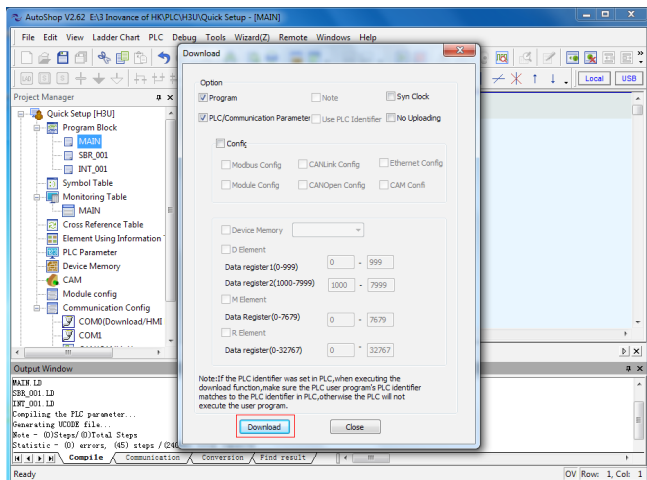 AutoShop V2.62 E:\3 Inovance of HK\PLC\H3U\Quick Setup - [MAIN]
File Edit View Ladder Chart PLC Debug Tools Wizard(Z) Remote Windows Help
Local USB
Project Manager
Quick Setup [H3U]
Program Block
MAIN
SBR_001
INT_001
Symbol Table
Monitoring Table
MAIN
Cross Reference Table
Element Using Information
PLC Parameter
Device Memory
CAM
Module config
Communication Config
COM0(Download/HMI
COM1
Download
Option
Program Note Syn Clock
PLC/Communication Parameter Use PLC Identifier No Uploading
Config
Modbus Config CANLink Config Ethernet Config
Module Config CANOpen Config CAM Confi
Device Memory
D Element
Data register1(0-999) 0 - 999
Data register2(1000-7999) 1000 - 7999
M Element
Data Register(0-7679) 0 - 7679
R Element
Data register(0-32767) 0 - 32767
Note:If the PLC identifier was set in PLC,when executing the
download function,make sure the PLC user program's PLC identifier
matches to the PLC identifier in PLC,otherwise the PLC will not
execute the user program.
Download Close
Output Window
MAIN.LD
SBR_001.LD
INT_001.LD
Compiling the PLC parameter...
Generating UCODE file...
Note - (0)Steps/(0)Total Steps
Statistic - (0) errors, (45) steps /(240
Compile Communication Conversion Find result
Ready OV Row: 1, Col: 1